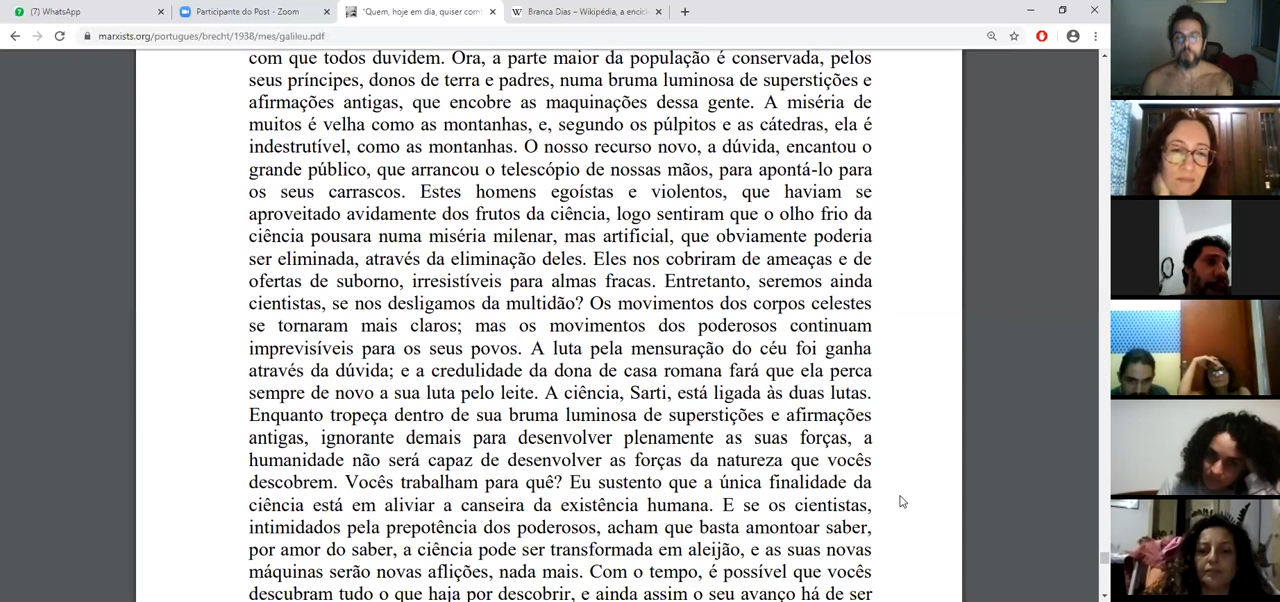 (7) WhatsApp
Participante do Post - Zoom
"Quem, hoje em dia, quiser com
Branca Dias – Wikipédia, a encicl
marxists.org/portugues/brecht/1938/mes/galileu.pdf
com que todos duvidem. Ora, a parte maior da população é conservada, pelos
seus príncipes, donos de terra e padres, numa bruma luminosa de superstições e
afirmações antigas, que encobre as maquinações dessa gente. A miséria de
muitos é velha como as montanhas, e, segundo os púlpitos e as cátedras, ela é
indestrutível, como as montanhas. O nosso recurso novo, a dúvida, encantou o
grande público, que arrancou o telescópio de nossas mãos, para apontá-lo para
os seus carrascos. Estes homens egoístas e violentos, que haviam se
aproveitado avidamente dos frutos da ciência, logo sentiram que o olho frio da
ciência pousara numa miséria milenar, mas artificial, que obviamente poderia
ser eliminada, através da eliminação deles. Eles nos cobriram de ameaças e de
ofertas de suborno, irresistíveis para almas fracas. Entretanto, seremos ainda
cientistas, se nos desligamos da multidão? Os movimentos dos corpos celestes
se tornaram mais claros; mas os movimentos dos poderosos continuam
imprevisíveis para os seus povos. A luta pela mensuração do céu foi ganha
através da dúvida; e a credulidade da dona de casa romana fará que ela perca
sempre de novo a sua luta pelo leite. A ciência, Sarti, está ligada às duas lutas.
Enquanto tropeça dentro de sua bruma luminosa de superstições e afirmações
antigas, ignorante demais para desenvolver plenamente as suas forças, a
humanidade não será capaz de desenvolver as forças da natureza que vocês
descobrem. Vocês trabalham para quê? Eu sustento que a única finalidade da
ciência está em aliviar a canseira da existência humana. E se os cientistas,
intimidados pela prepotência dos poderosos, acham que basta amontoar saber,
por amor do saber, a ciência pode ser transformada em aleijão, e as suas novas
máquinas serão novas aflições, nada mais. Com o tempo, é possível que vocês
descubram tudo o que haja por descobrir, e ainda assim o seu avanço há de ser